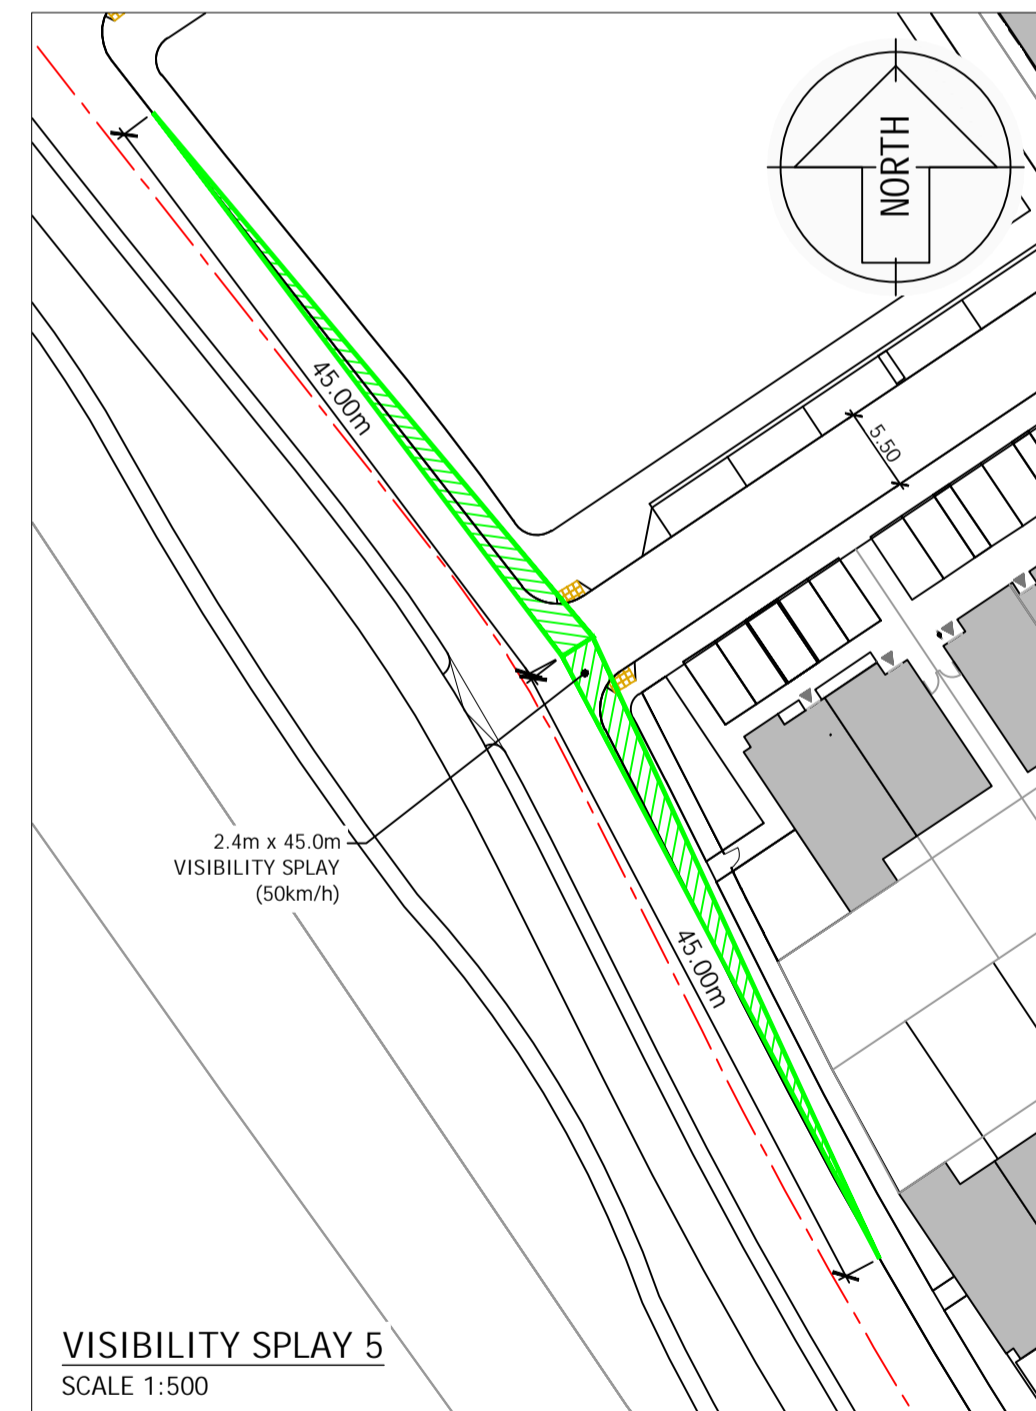 NORTH
45.00m
5.50
2.4m x 45.0m
VISIBILITY SPLAY
(50km/h)
45.00m
VISIBILITY SPLAY 5
SCALE 1:500